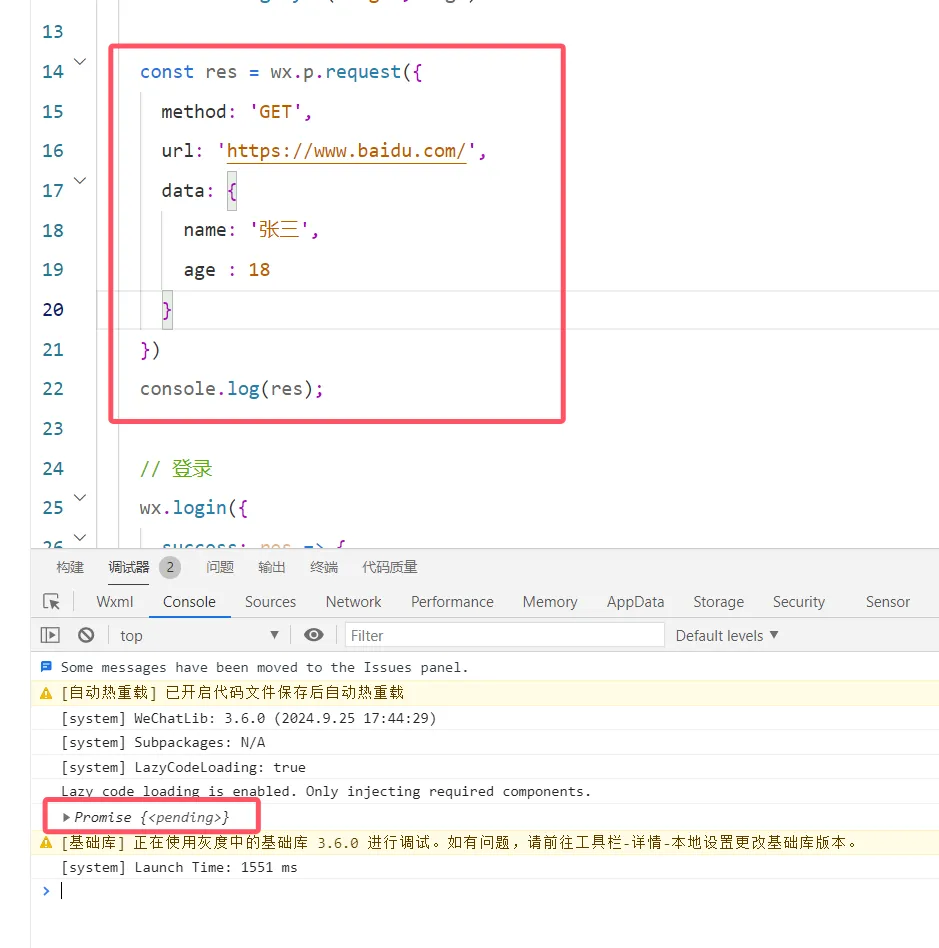 13
14 const res = wx.p.request({
15 method: 'GET',
16 url: 'https://www.baidu.com/',
17 data: {
18 name: '张三',
19 age : 18
20 }
21 })
22 console.log(res);
23
24 // 登录
25 wx.login({
26 success: res => {
构建 调试器 2 问题 输出 终端 代码质量
Wxml Console Sources Network Performance Memory AppData Storage Security Sensor
top Filter Default levels
Some messages have been moved to the Issues panel.
[自动热重载] 已开启代码文件保存后自动热重载
[system] WeChatLib: 3.6.0 (2024.9.25 17:44:29)
[system] Subpackages: N/A
[system] LazyCodeLoading: true
Lazy code loading is enabled. Only injecting required components.
Promise {<pending>}
[基础库] 正在使用灰度中的基础库 3.6.0 进行调试。如有问题，请前往工具栏-详情-本地设置更改基础库版本。
[system] Launch Time: 1551 ms